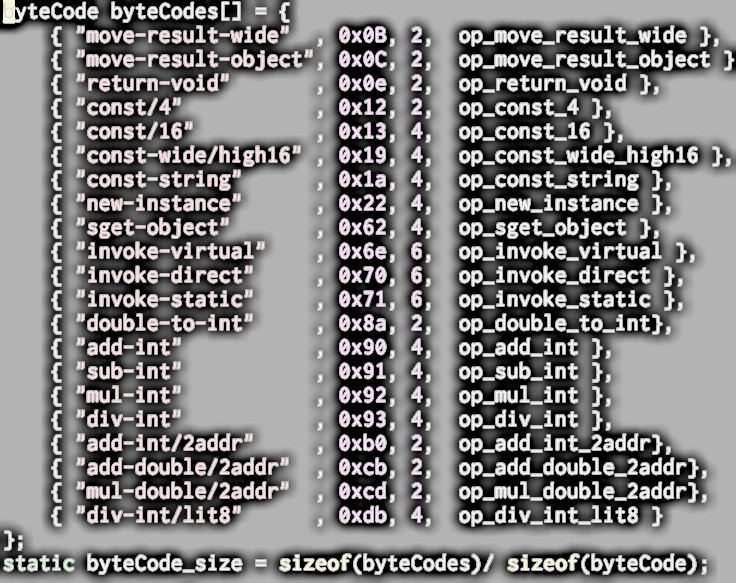 byteCode byteCodes[] = {
    { "move-result-wide"  , 0x0B, 2,  op_move_result_wide },
    { "move-result-object", 0x0C, 2,  op_move_result_object }
    { "return-void"       , 0x0e, 2,  op_return_void },
    { "const/4"           , 0x12, 2,  op_const_4 },
    { "const/16"          , 0x13, 4,  op_const_16 },
    { "const-wide/high16" , 0x19, 4,  op_const_wide_high16 },
    { "const-string"      , 0x1a, 4,  op_const_string },
    { "new-instance"      , 0x22, 4,  op_new_instance },
    { "sget-object"       , 0x62, 4,  op_sget_object },
    { "invoke-virtual"    , 0x6e, 6,  op_invoke_virtual },
    { "invoke-direct"     , 0x70, 6,  op_invoke_direct },
    { "invoke-static"     , 0x71, 6,  op_invoke_static },
    { "double-to-int"     , 0x8a, 2,  op_double_to_int},
    { "add-int"           , 0x90, 4,  op_add_int },
    { "sub-int"           , 0x91, 4,  op_sub_int },
    { "mul-int"           , 0x92, 4,  op_mul_int },
    { "div-int"           , 0x93, 4,  op_div_int },
    { "add-int/2addr"     , 0xb0, 2,  op_add_int_2addr},
    { "add-double/2addr"  , 0xcb, 2,  op_add_double_2addr},
    { "mul-double/2addr"  , 0xcd, 2,  op_mul_double_2addr},
    { "div-int/lit8"      , 0xdb, 4,  op_div_int_lit8 }
};
static byteCode_size = sizeof(byteCodes)/ sizeof(byteCode);